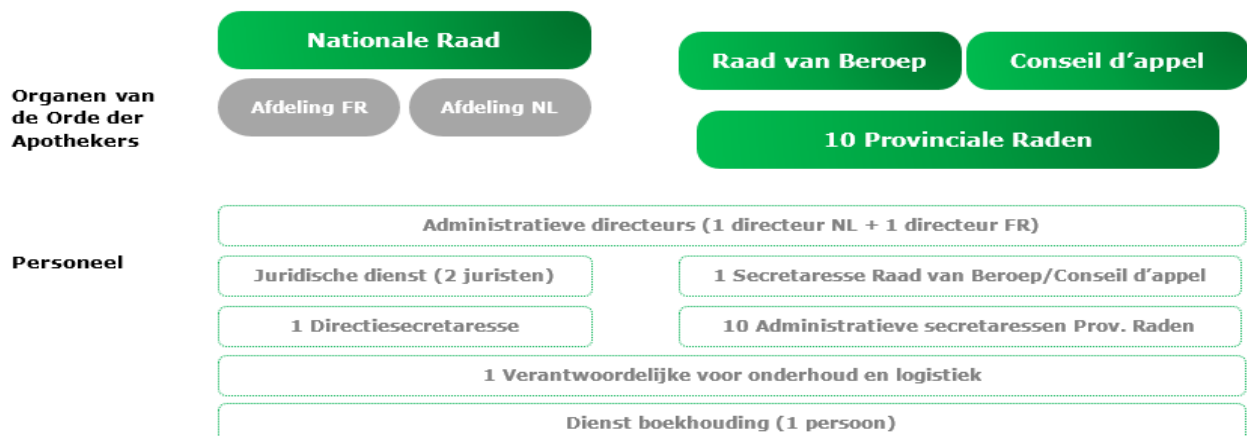 Nationale Raad
Raad van Beroep
Conseil d’appel
Organen van
de Orde der
Apothekers
Afdeling FR
Afdeling NL
10 Provinciale Raden
Administratieve directeurs (1 directeur NL + 1 directeur FR)
Personeel
Juridische dienst (2 juristen)
1 Secretaresse Raad van Beroep/Conseil d’appel
1 Directiesecretaresse
10 Administratieve secretaressen Prov. Raden
1 Verantwoordelijke voor onderhoud en logistiek
Dienst boekhouding (1 persoon)